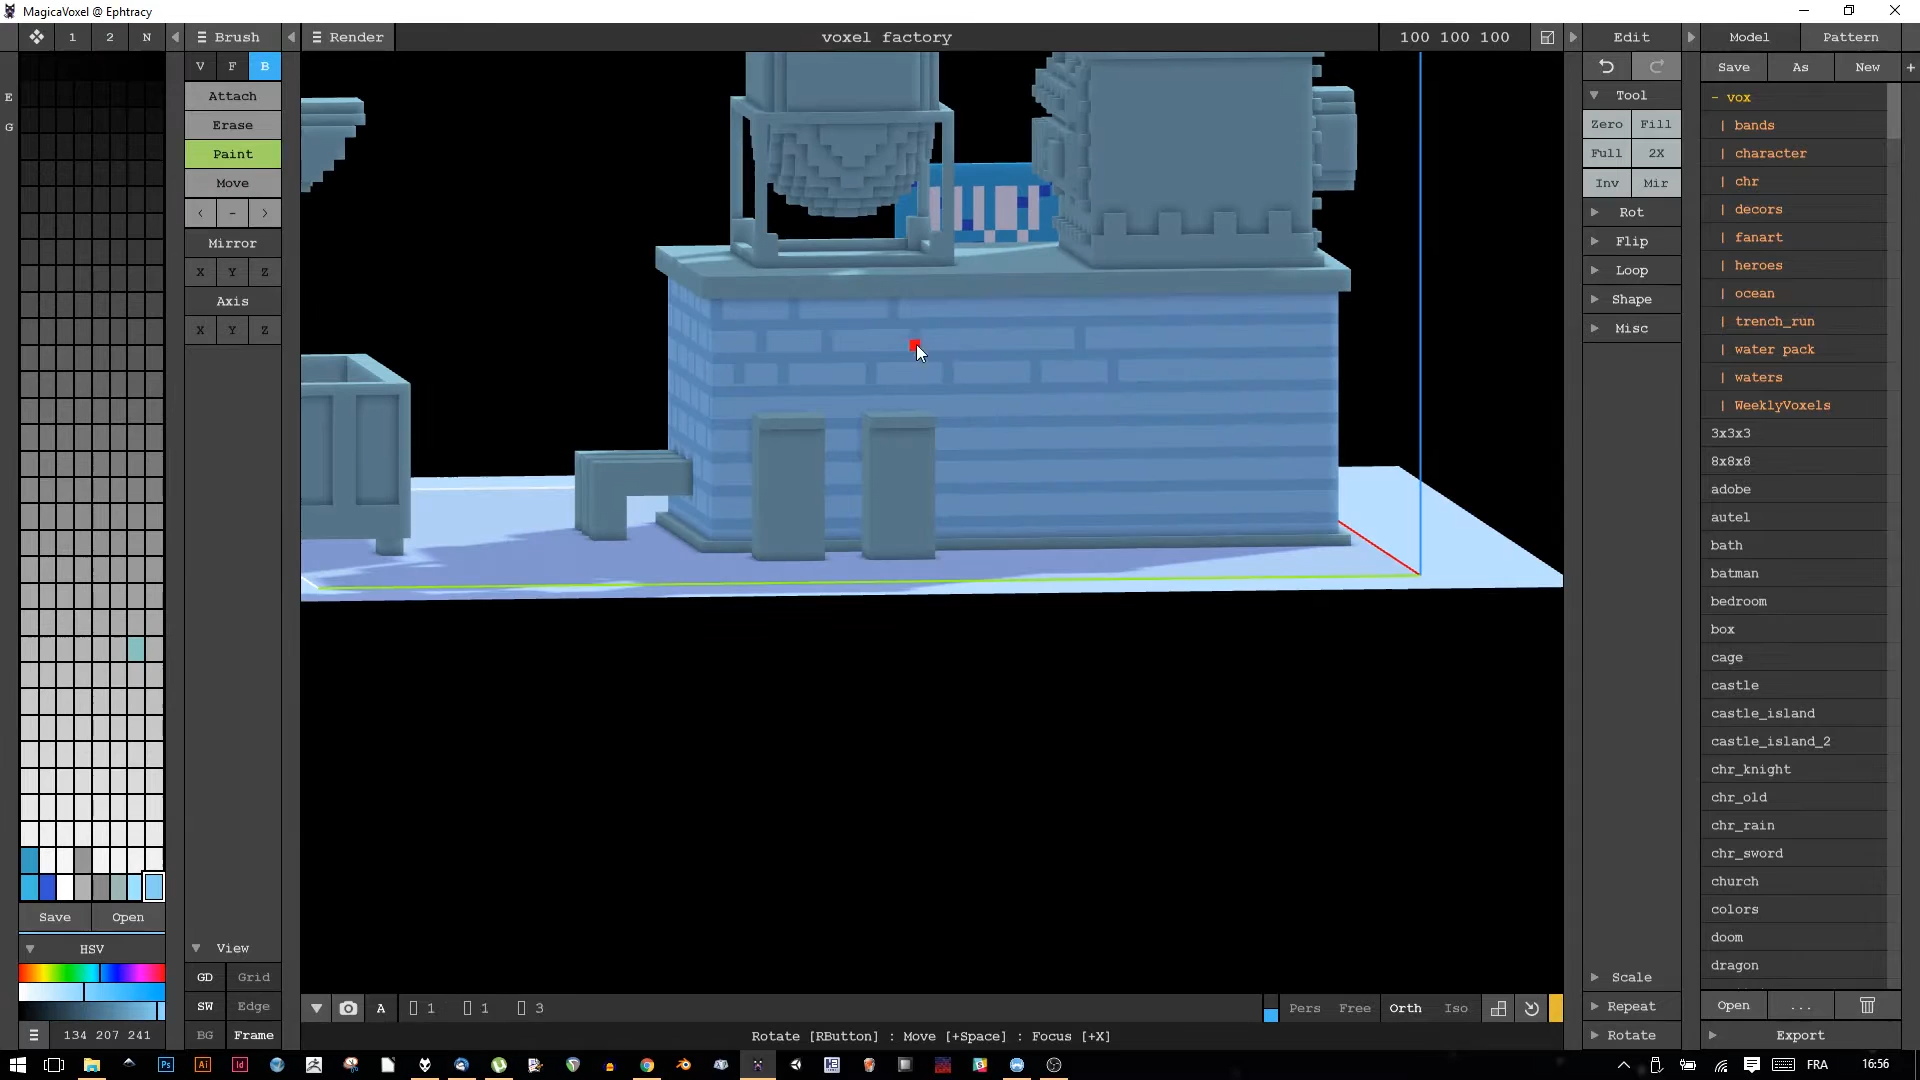 MagicaVoxel @ Ephtracy
1 2 N
Brush
Render
voxel factory
100 100 100
Edit
Model
Pattern
V F B
Save
As
New
+
E
G
Attach
Erase
Paint
Move
< - >
Mirror
X Y Z
Axis
X Y Z
Tool
Zero Fill
Full 2X
Inv Mir
Rot
Flip
Loop
Shape
Misc
- vox
| bands
| character
| chr
| decors
| fanart
| heroes
| ocean
| trench_run
| water pack
| waters
| WeeklyVoxels
3x3x3
8x8x8
adobe
autel
bath
batman
bedroom
box
cage
castle
castle_island
castle_island_2
chr_knight
chr_old
chr_rain
chr_sword
church
colors
doom
dragon
Save Open
HSV
134 207 241
View
GD Grid
SW Edge
BG Frame
A
1 1 3
Pers Free Orth Iso
Rotate [RButton] : Move [+Space] : Focus [+X]
Scale
Repeat
Rotate
Open ...
Export
Ps Ai Id
FRA
16:56